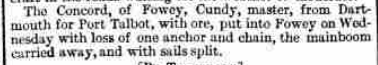 The Concord, of Fowey, Cundy, master, from Dart-
mouth for Port Talbot, with ore, put into Fowey on Wed-
nesday with loss of one anchor and chain, the mainboom
carried away, and with sails split.